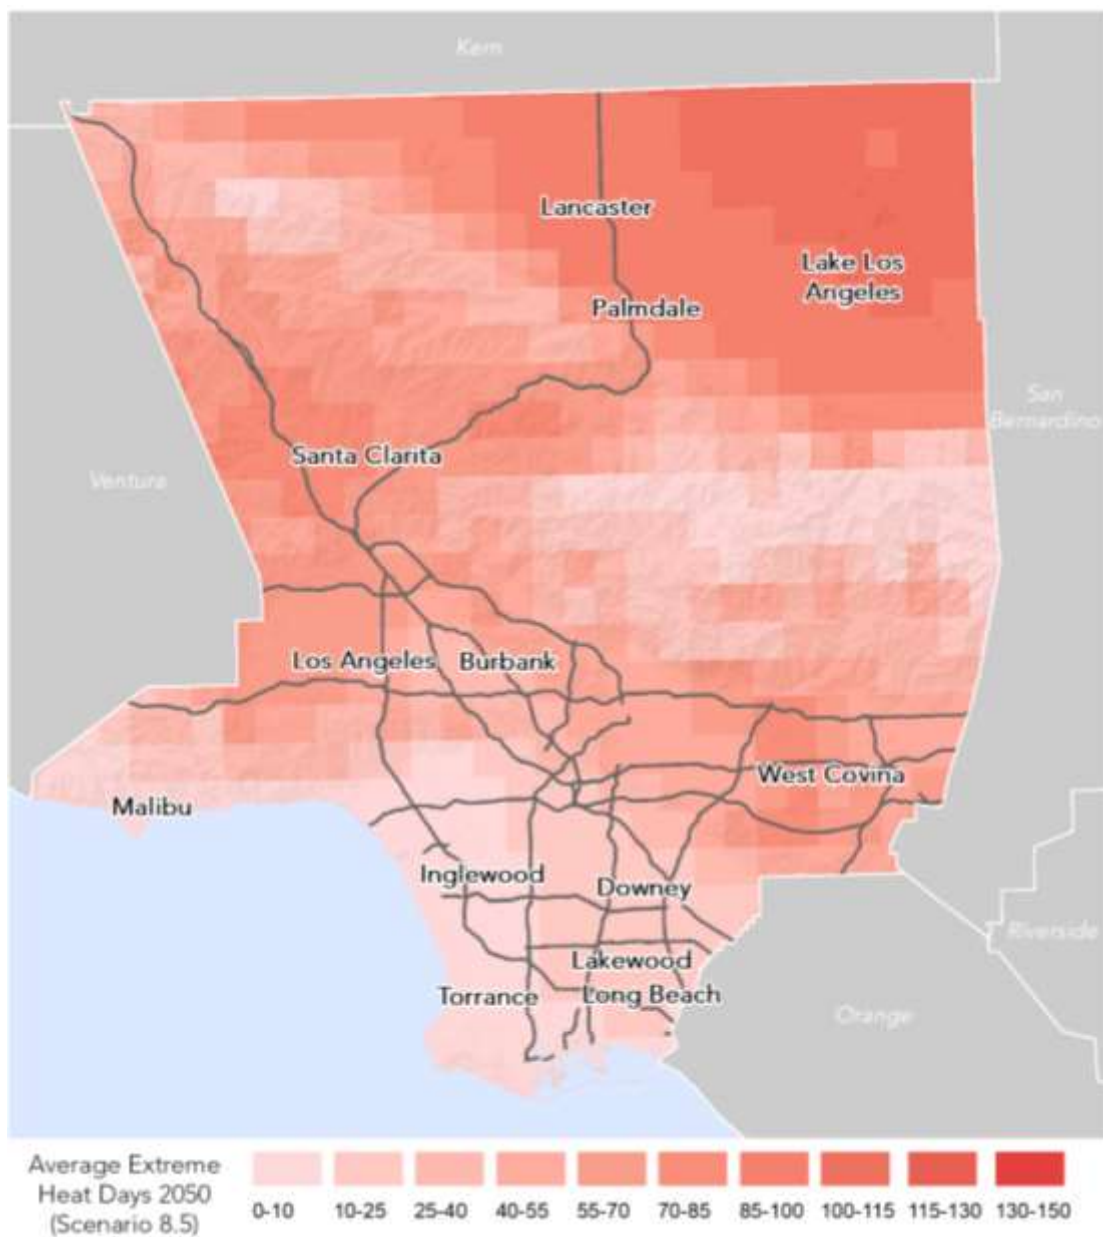 Kern
Lancaster
Lake Los
Angeles
Palmdale
San
Bernardino
Santa Clarita
Ventura
Los Angeles
Burbank
West Covina
Malibu
Inglewood
Downey
Riverside
Lakewood
Torrance
Long Beach
Orange
Average Extreme
Heat Days 2050
(Scenario 8.5)
0-10 10-25 25-40 40-55 55-70 70-85 85-100 100-115 115-130 130-150